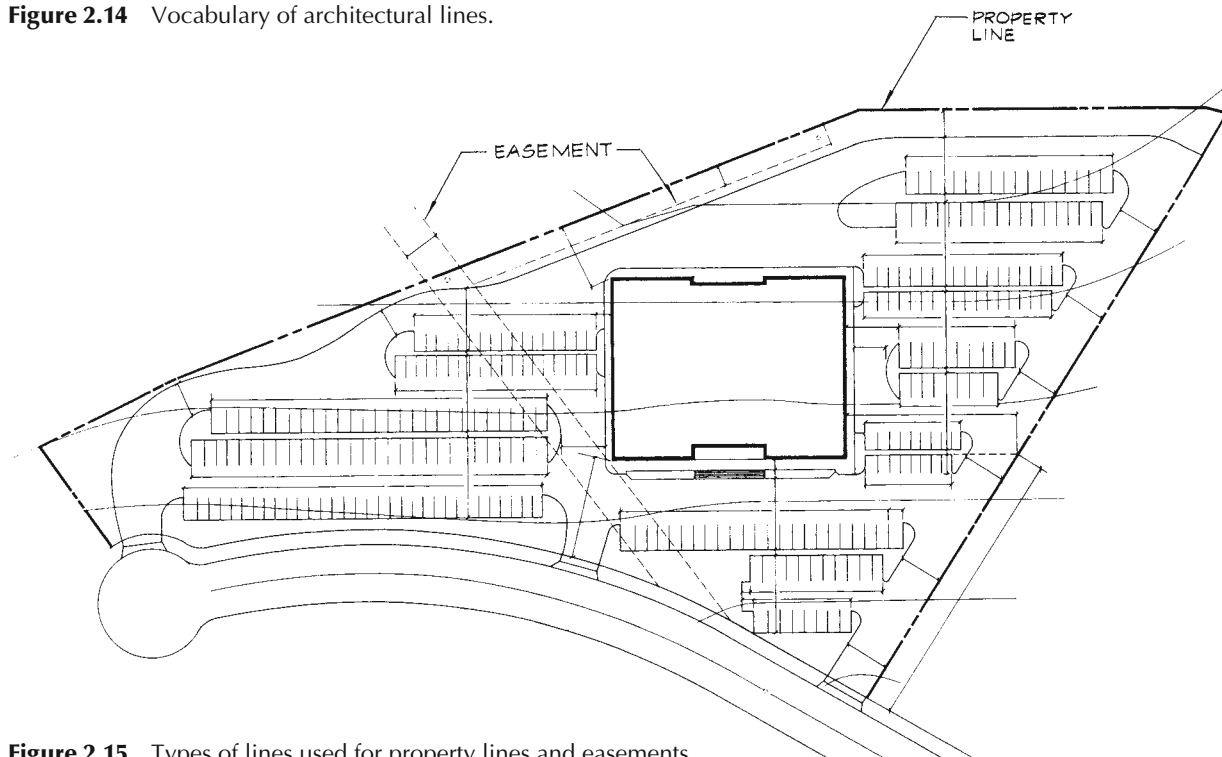 Figure 2.14 Vocabulary of architectural lines.
PROPERTY
LINE
EASEMENT
Figure 2.15 Types of lines used for property lines and easements.